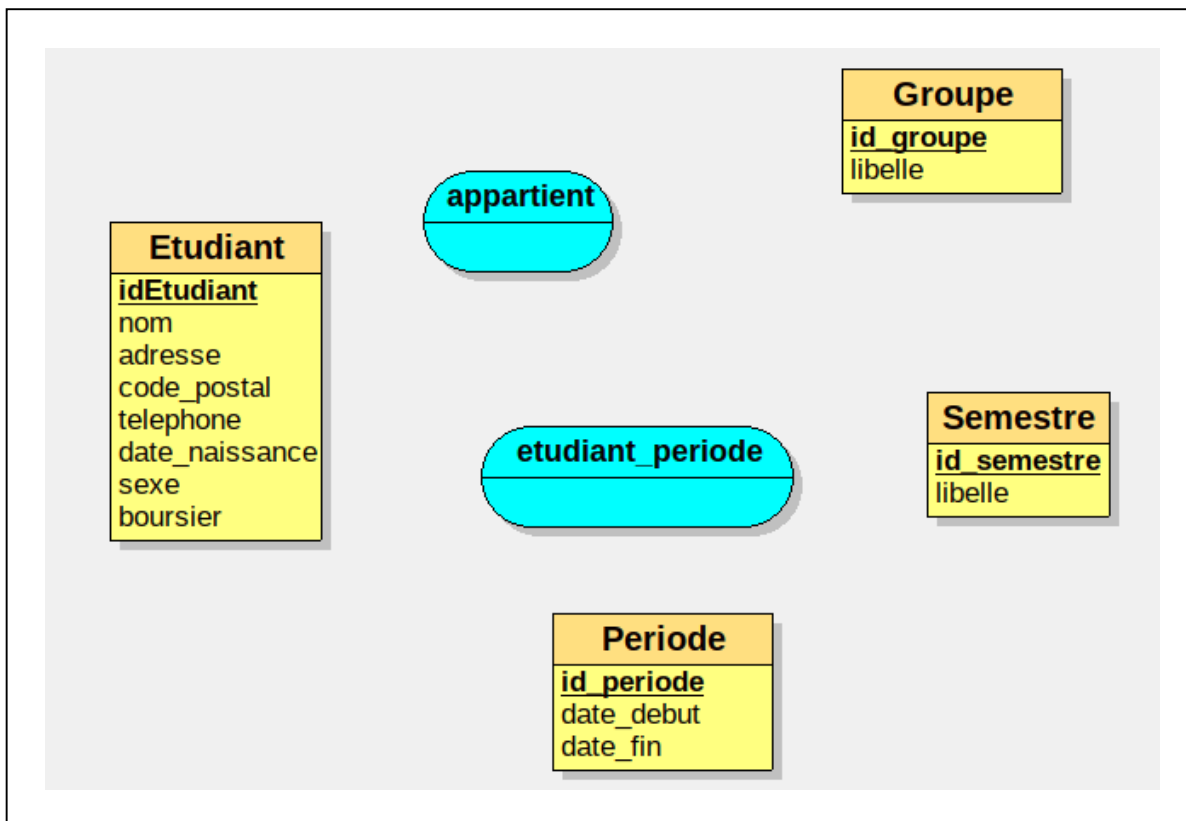 Groupe
id_groupe
libelle
appartient
Etudiant
idEtudiant
nom
adresse
code_postal
telephone
date_naissance
sexe
boursier
etudiant_periode
Semestre
id_semestre
libelle
Periode
id_periode
date_debut
date_fin